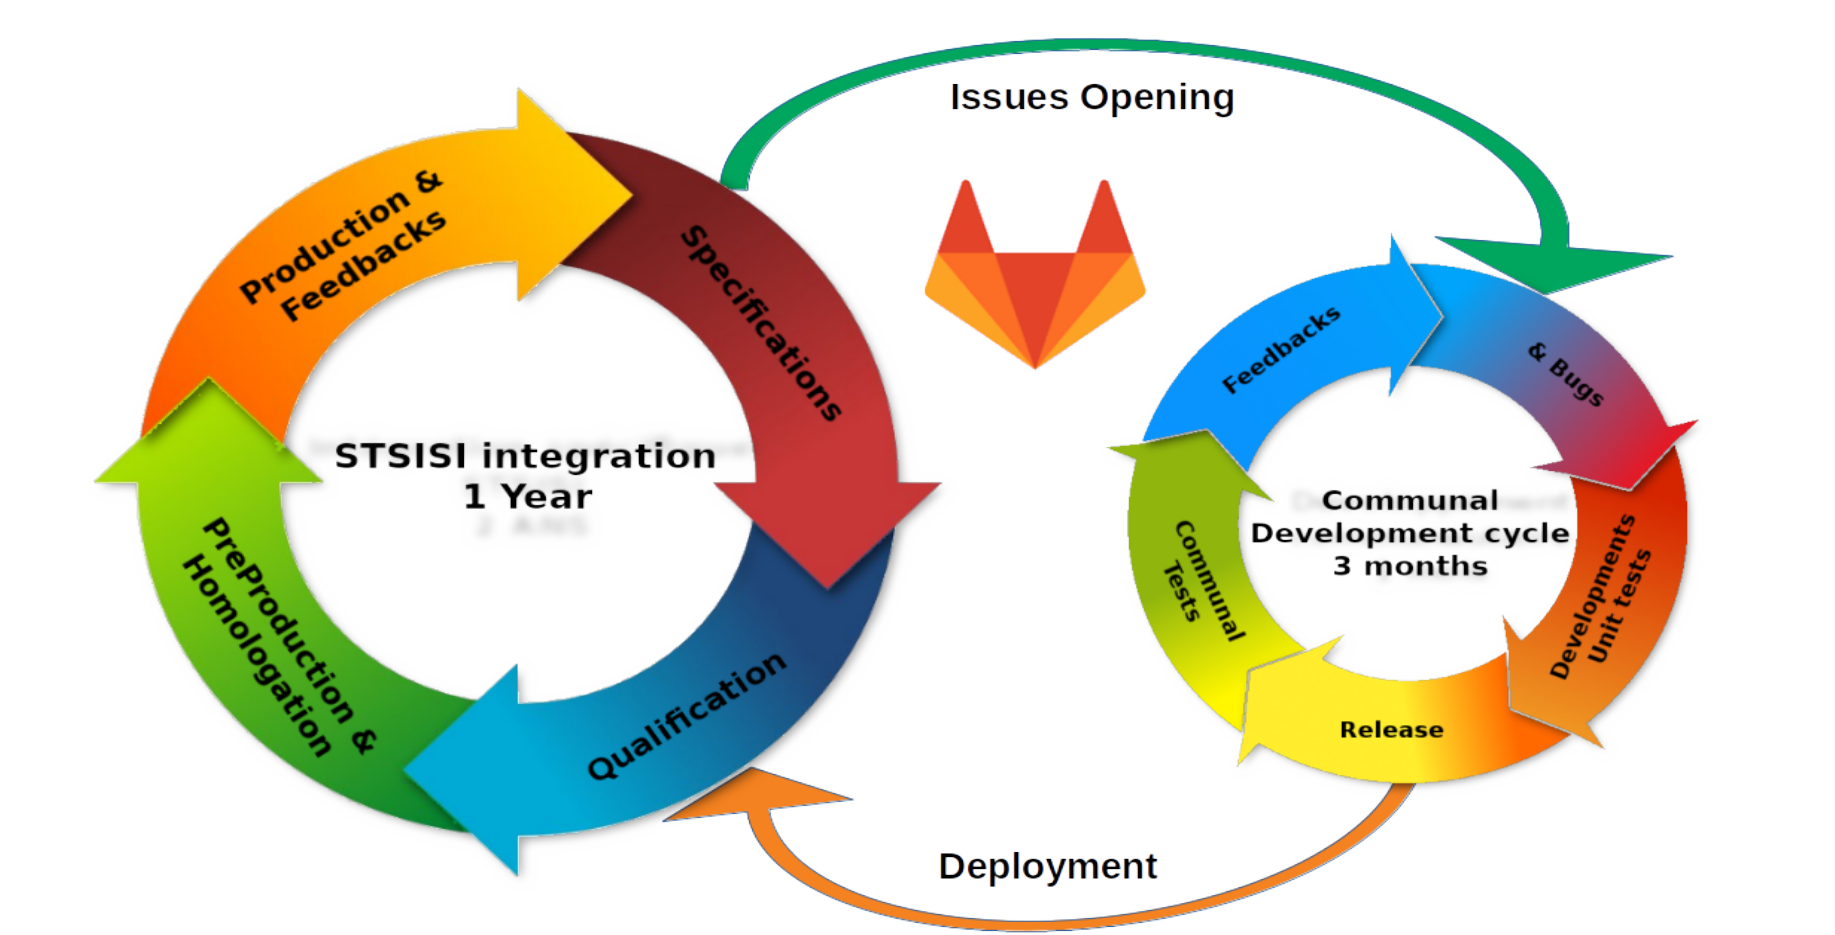 Issues Opening
Production &
Feedbacks
Specifications
STSISI integration
1 Year
PreProduction &
Homologation
Qualification
Feedbacks
& Bugs
Communal
Development cycle
3 months
Developments
Unit tests
Communal
Tests
Release
Deployment